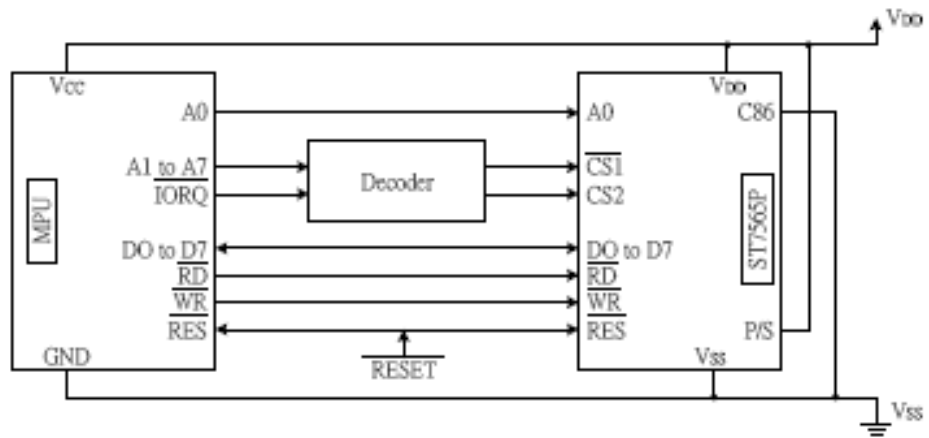 VDD
VCC
A0
A1 to A7
IORQ
MPU
DO to D7
RD
WR
RES
GND
Decoder
RESET
VDD
A0
C86
CS1
CS2
DO to D7
ST7565P
RD
WR
RES
P/S
VSS
VSS